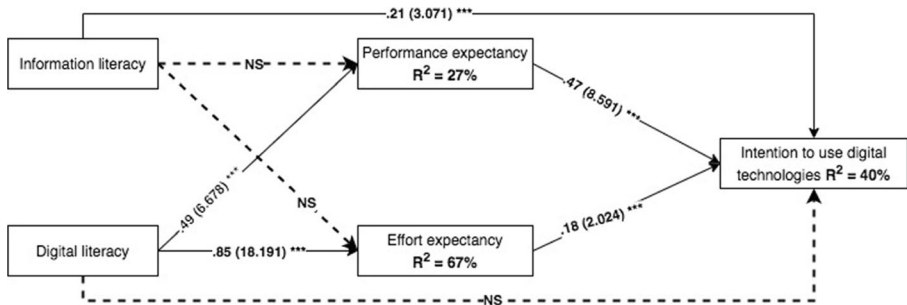 .21 (3.071) ***
Information literacy
NS
Performance expectancy
R² = 27%
.47 (8.591) ***
Intention to use digital
technologies R² = 40%
.49 (6.678) ***
NS
.18 (2.024) ***
Digital literacy
.85 (18.191) ***
Effort expectancy
R² = 67%
NS